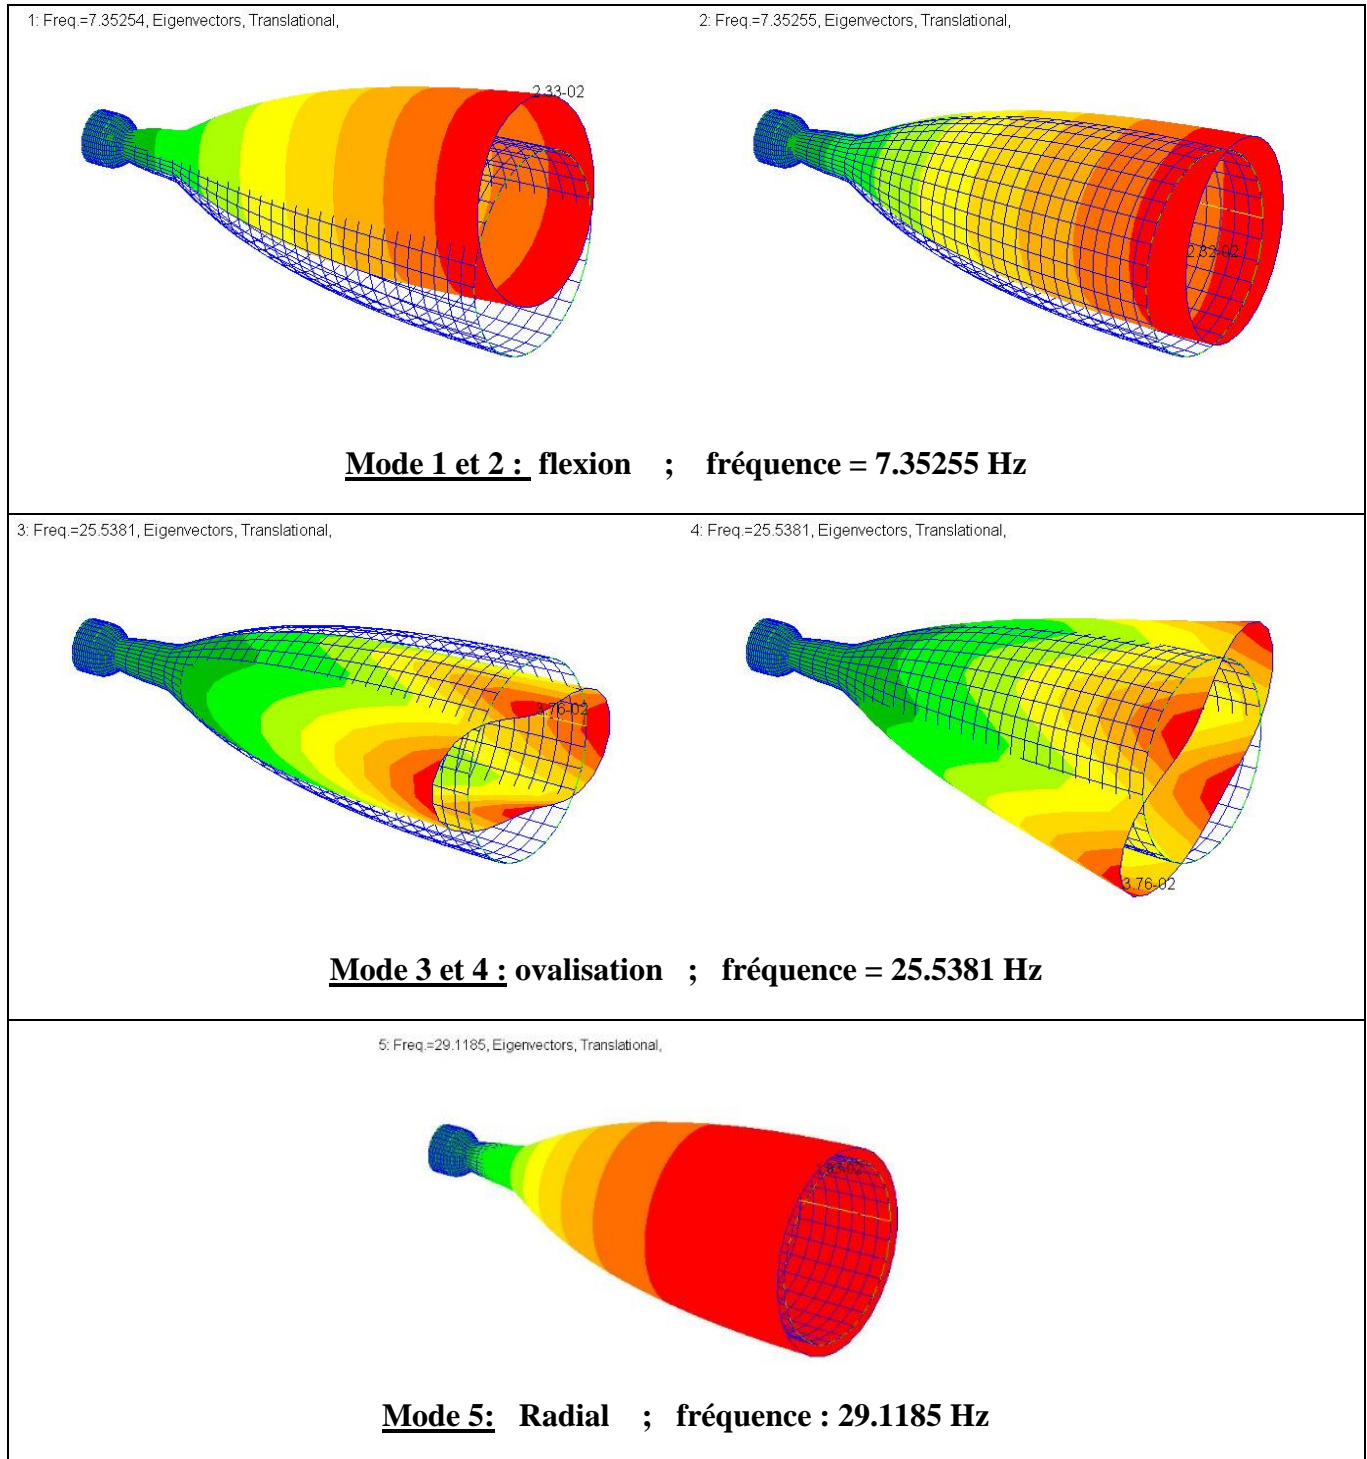 1: Freq.=7.35254, Eigenvectors, Translational,
2: Freq.=7.35255, Eigenvectors, Translational,
2.33-02
2.32-02
Mode 1 et 2 : flexion ; fréquence = 7.35255 Hz
3: Freq.=25.5381, Eigenvectors, Translational,
4: Freq.=25.5381, Eigenvectors, Translational,
3.76-02
3.76-02
Mode 3 et 4 : ovalisation ; fréquence = 25.5381 Hz
5: Freq.=29.1185, Eigenvectors, Translational,
Mode 5: Radial ; fréquence : 29.1185 Hz